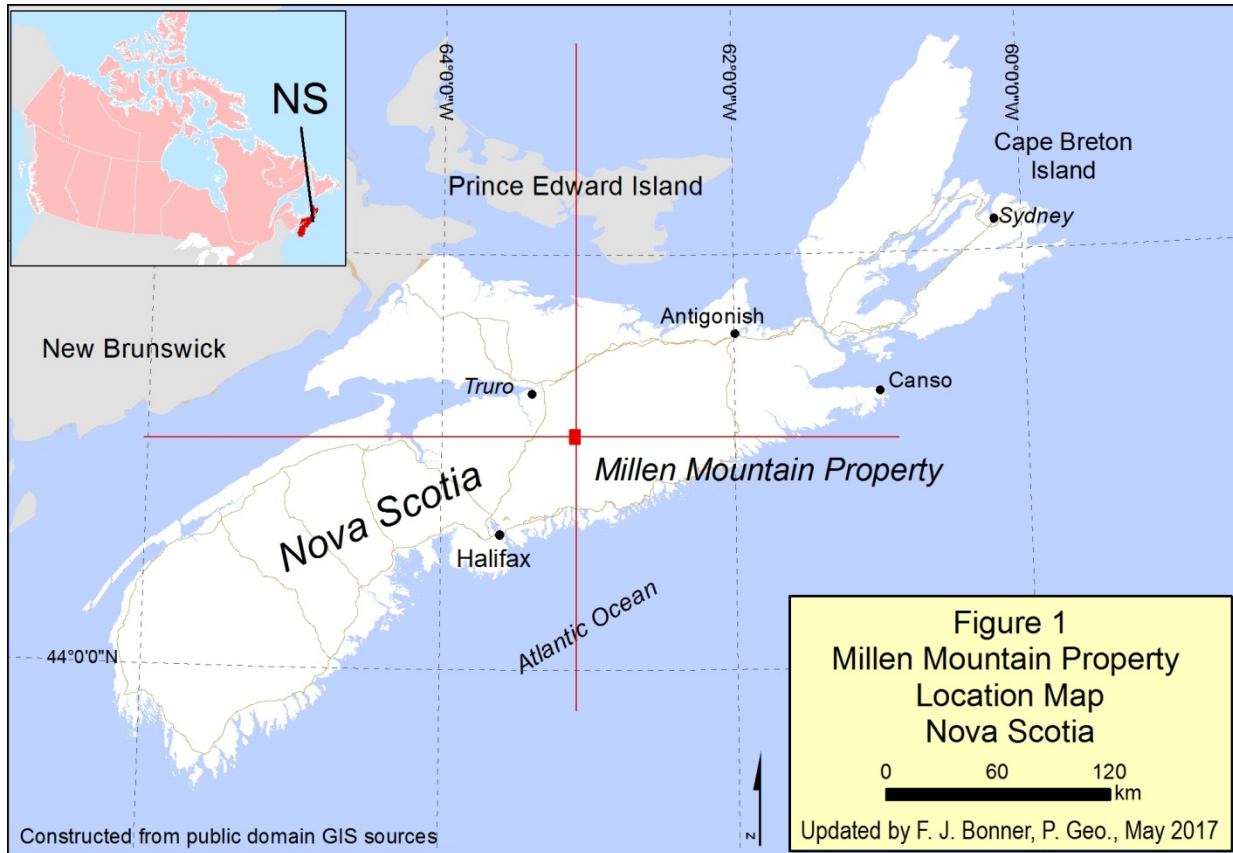 NS
64°0'0"W
62°0'0"W
60°0'0"W
Cape Breton
Island
Prince Edward Island
Sydney
New Brunswick
Antigonish
Truro
Canso
Millen Mountain Property
Nova Scotia
Halifax
Atlantic Ocean
44°0'0"N
Figure 1
Millen Mountain Property
Location Map
Nova Scotia
0 60 120
km
Updated by F. J. Bonner, P. Geo., May 2017
z
Constructed from public domain GIS sources